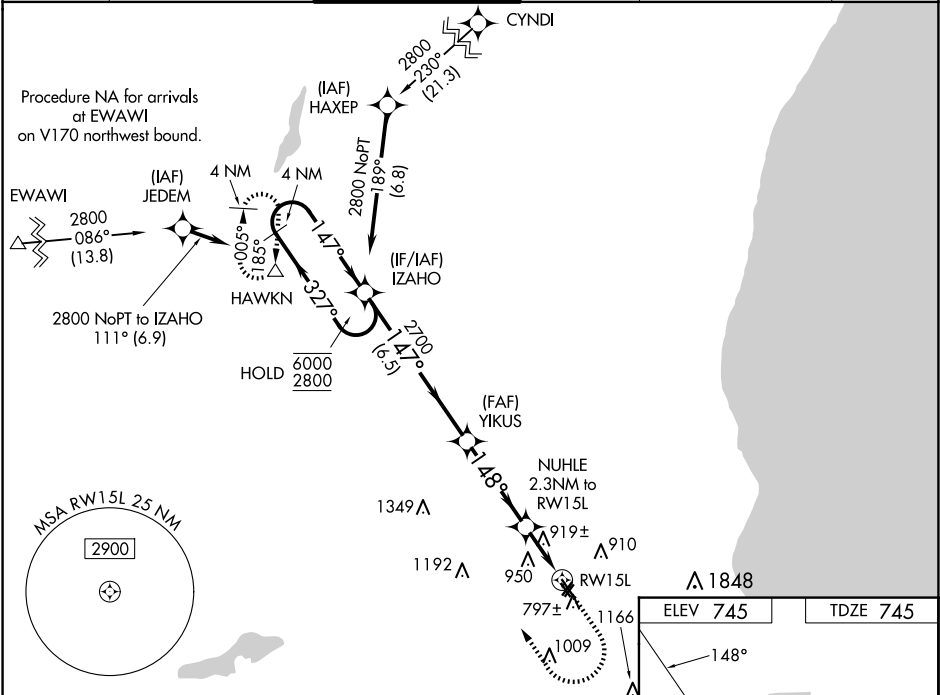 CYNDI
2800
230°
(21.3)
(IAF)
HAXEP
Procedure NA for arrivals
at EWAWI
on V170 northwest bound.
2800 NoPT
189°
(6.8)
(IAF)
JEDEM
4 NM
4 NM
EWAWI
2800
086°
(13.8)
005°
185°
147°
(IF/IAF)
IZAHO
HAWKN
327°
2800 NoPT to IZAHO
111° (6.9)
HOLD
6000
2800
2700
147°
(6.5)
(FAF)
YIKUS
148°
NUHLE
2.3NM to
RW15L
MSA RW15L 25 NM
2900
1349
919±
910
1192
950
RW15L
1848
797±
1166
1009
ELEV 745
TDZE 745
148°